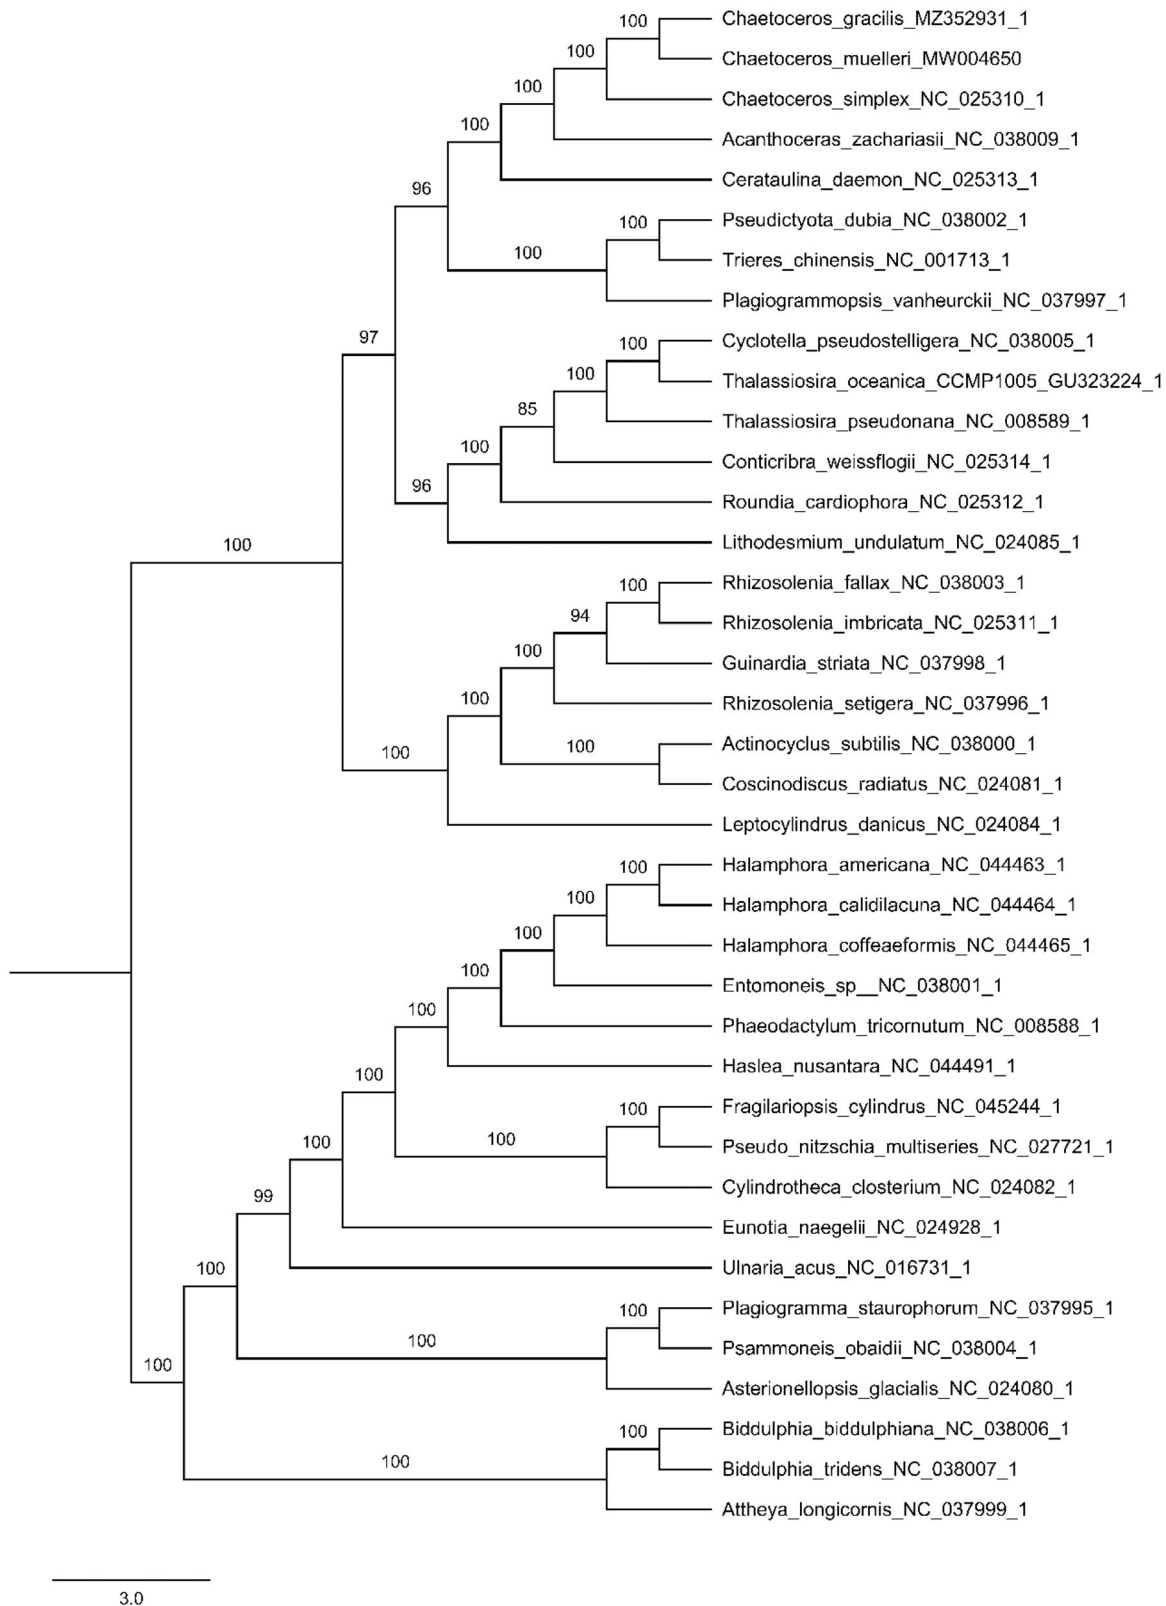 100 Chaetoceros_gracilis_MZ352931_1
100 Chaetoceros_muelleri_MW004650
100 Chaetoceros_simplex_NC_025310_1
100 Acanthoceras_zachariasii_NC_038009_1
Cerataulina_daemon_NC_025313_1
96
100 Pseudictyota_dubia_NC_038002_1
100 Trieres_chinensis_NC_001713_1
Plagiogrammopsis_vanheurckii_NC_037997_1
97
100 Cyclotella_pseudostelligera_NC_038005_1
100 Thalassiosira_oceanica_CCMP1005_GU323224_1
85 Thalassiosira_pseudonana_NC_008589_1
100 Conticribra_weissflogii_NC_025314_1
96 Roundia_cardiophora_NC_025312_1
100 Lithodesmium_undulatum_NC_024085_1
100 Rhizosolenia_fallax_NC_038003_1
94 Rhizosolenia_imbricata_NC_025311_1
100 Guinardia_striata_NC_037998_1
100 Rhizosolenia_setigera_NC_037996_1
100 100 Actinocyclus_subtilis_NC_038000_1
Coscinodiscus_radiatus_NC_024081_1
Leptocylindrus_danicus_NC_024084_1
100 Halamphora_americana_NC_044463_1
100 Halamphora_calidilacuna_NC_044464_1
100 Halamphora_coffeaeformis_NC_044465_1
100 Entomoneis_sp__NC_038001_1
100 Phaeodactylum_tricornutum_NC_008588_1
100 Haslea_nusantara_NC_044491_1
100 Fragilariopsis_cylindrus_NC_045244_1
100 100 Pseudo_nitzschia_multiseries_NC_027721_1
99 Cylindrotheca_closterium_NC_024082_1
Eunotia_naegelii_NC_024928_1
100 Ulnaria_acus_NC_016731_1
100 Plagiogramma_staurophorum_NC_037995_1
100 100 Psammoneis_obaidii_NC_038004_1
Asterionellopsis_glacialis_NC_024080_1
100 Biddulphia_biddulphiana_NC_038006_1
100 Biddulphia_tridens_NC_038007_1
Attheya_longicornis_NC_037999_1
3.0